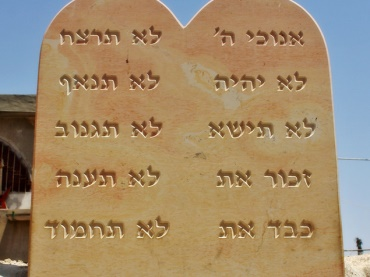 אנוכי ה'
לא יהיה
לא תישא
זכור את
כבד את
לא תרצח
לא תנאף
לא תגנוב
לא תענה
לא תחמוד